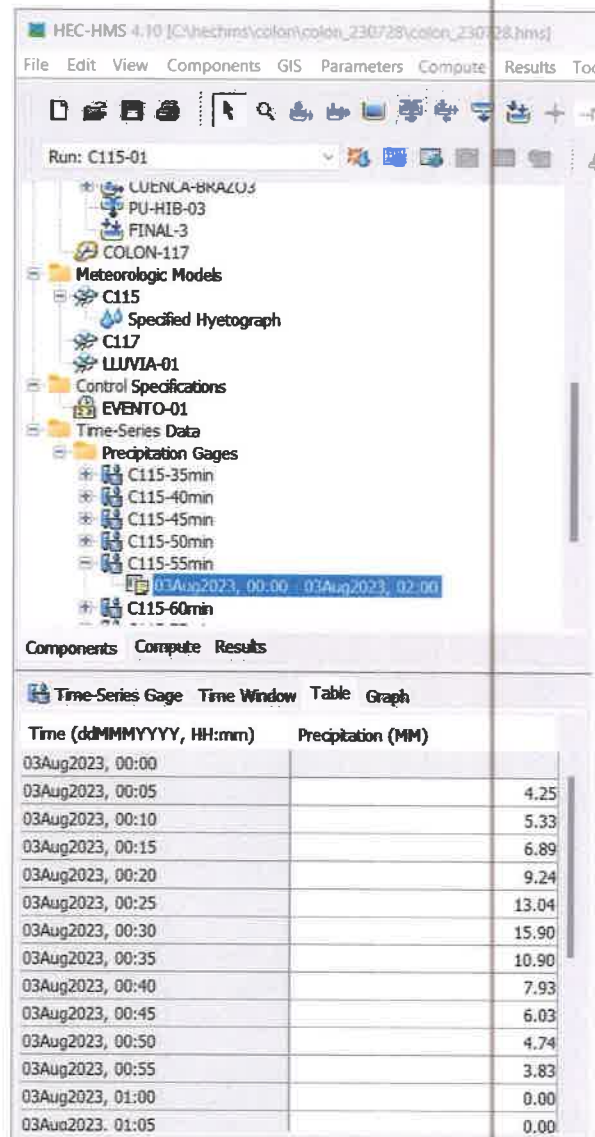 HEC-HMS 4.10 [C:\hechms\colon\colon_230728\colon_230728.hms]
File Edit View Components GIS Parameters Compute Results Too
Run: C115-01
CUENCA-BRAZO3
PU-HIB-03
FINAL-3
COLON-117
Meteorologic Models
C115
Specified Hyetograph
C117
LLUVIA-01
Control Specifications
EVENTO-01
Time-Series Data
Precipitation Gages
C115-35min
C115-40min
C115-45min
C115-50min
C115-55min
03Aug2023, 00:00 - 03Aug2023, 02:00
C115-60min
Components Compute Results
Time-Series Gage Time Window Table Graph
Time (ddMMMYYYY, HH:mm) Precipitation (MM)
03Aug2023, 00:00
03Aug2023, 00:05 4.25
03Aug2023, 00:10 5.33
03Aug2023, 00:15 6.89
03Aug2023, 00:20 9.24
03Aug2023, 00:25 13.04
03Aug2023, 00:30 15.90
03Aug2023, 00:35 10.90
03Aug2023, 00:40 7.93
03Aug2023, 00:45 6.03
03Aug2023, 00:50 4.74
03Aug2023, 00:55 3.83
03Aug2023, 01:00 0.00
03Aug2023, 01:05 0.00